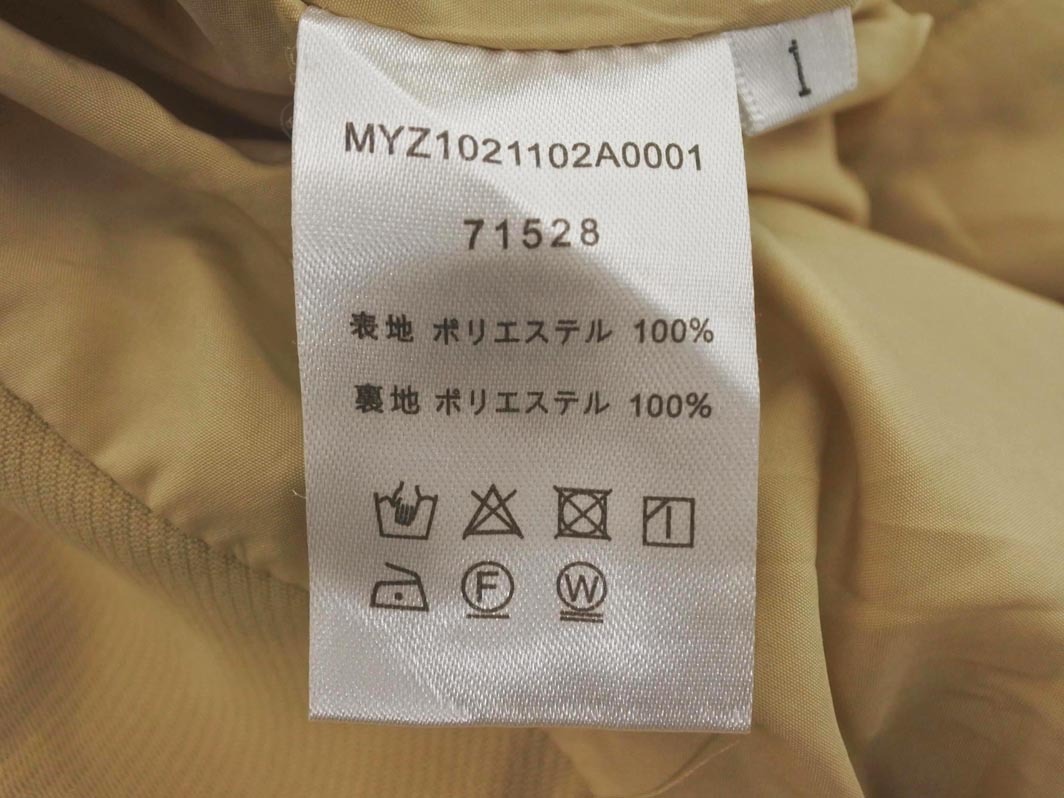 1
MYZ1021102A0001
71528
表地 ポリエステル 100%
裏地 ポリエステル 100%
F W